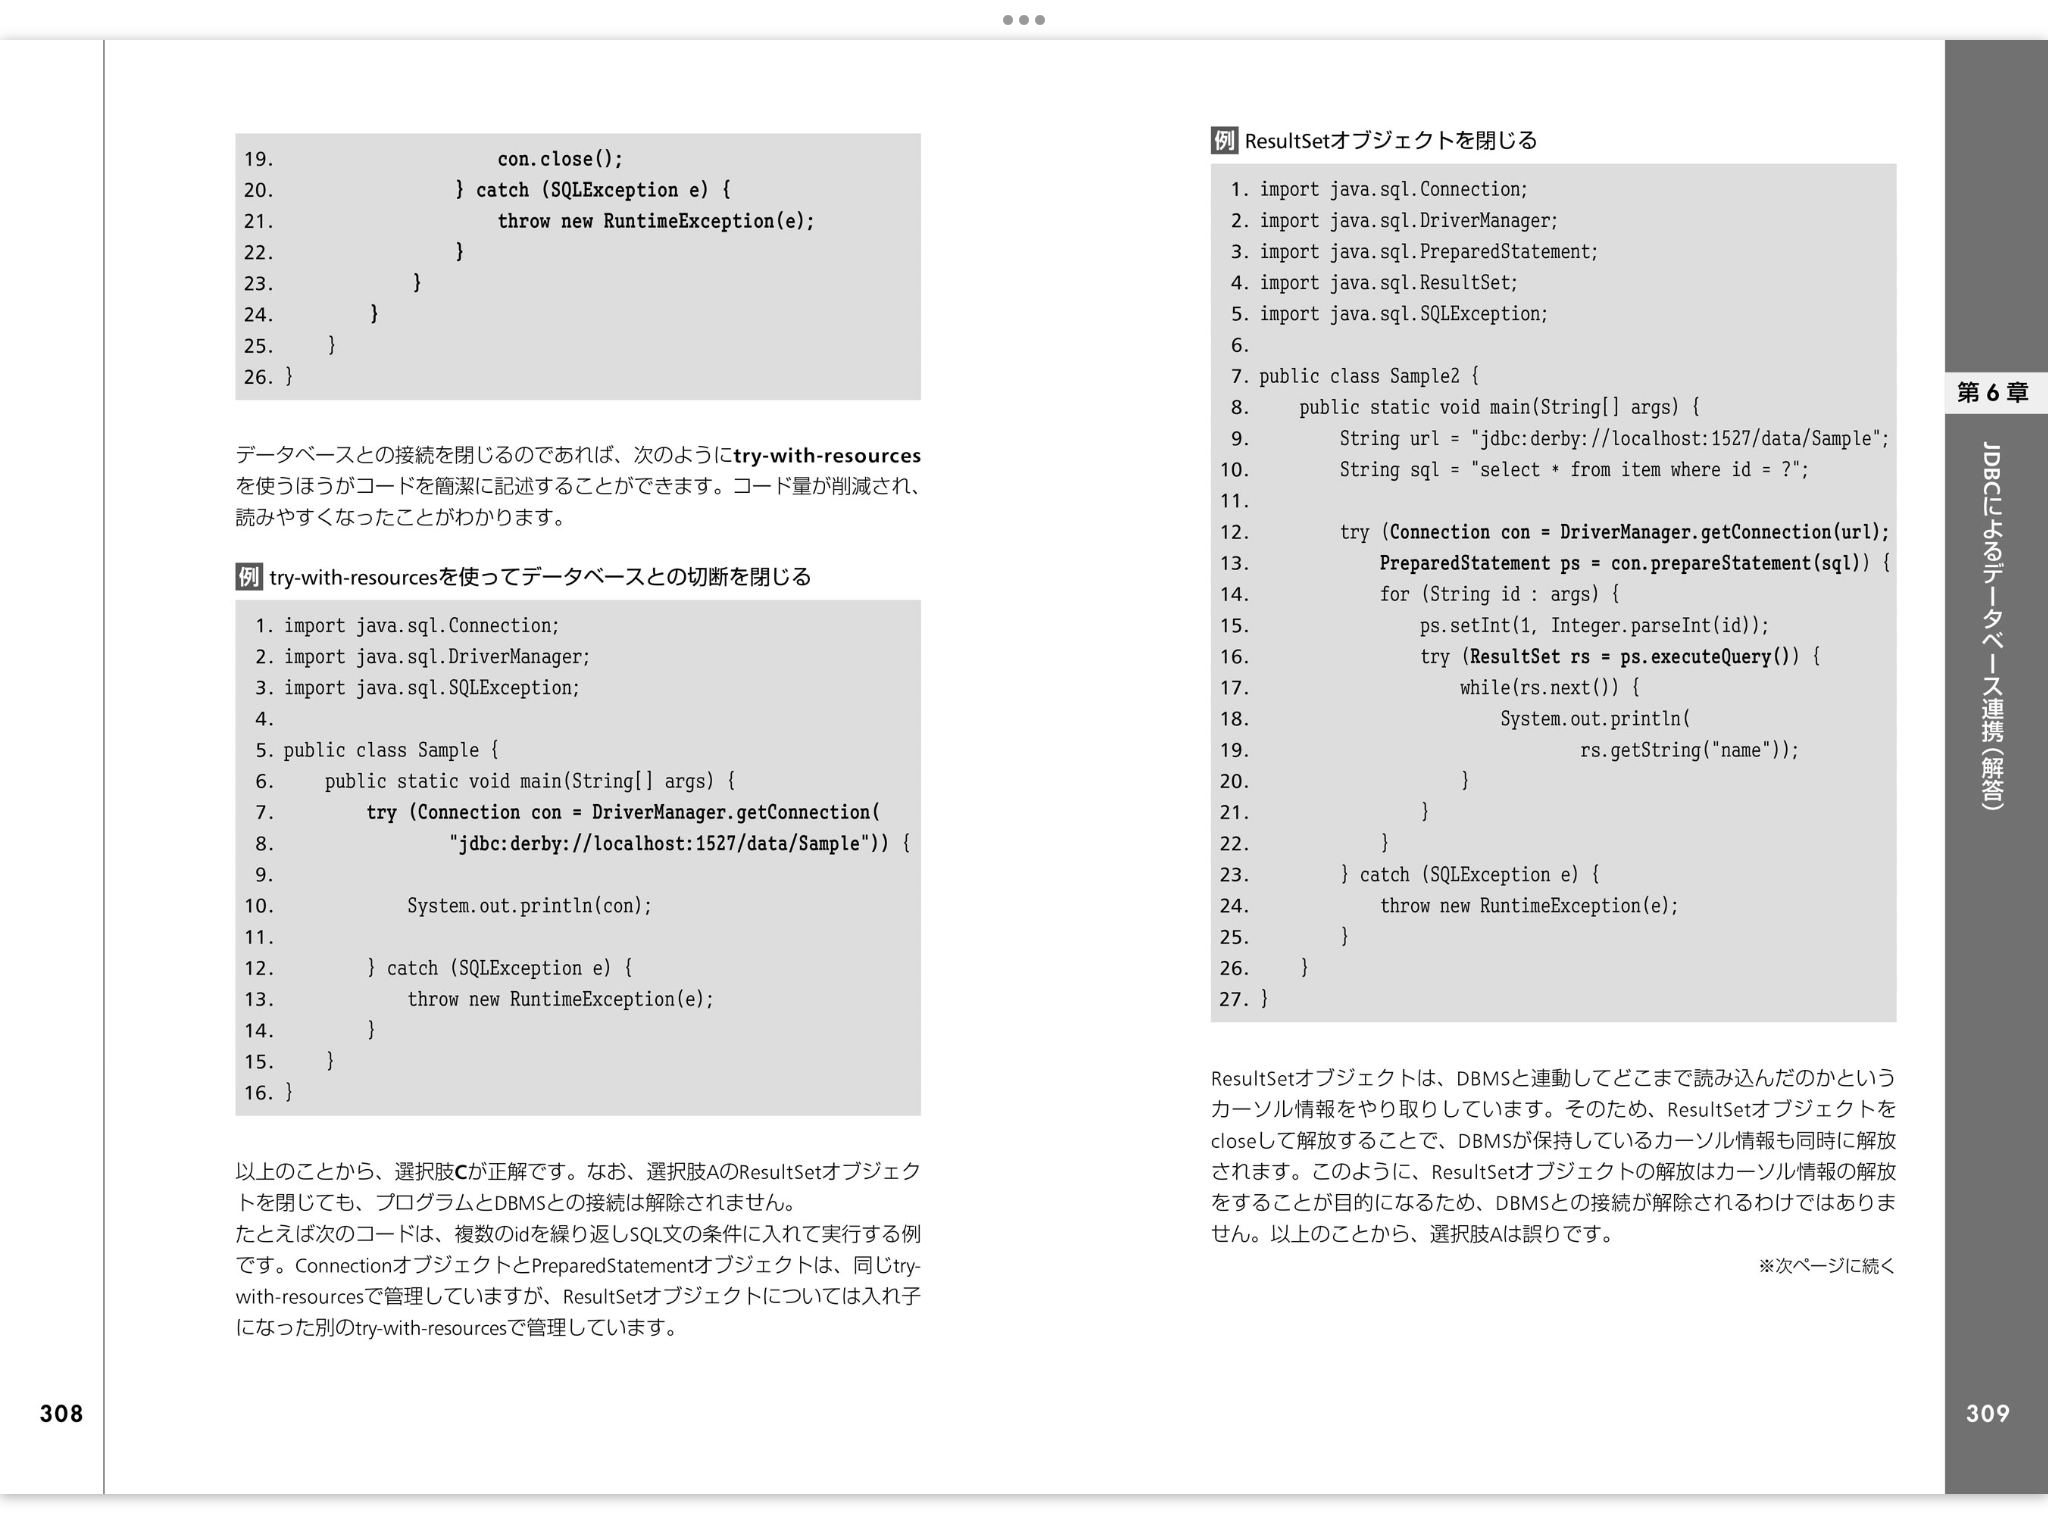 19. con.close();
20. } catch (SQLException e) {
21. throw new RuntimeException(e);
22. }
23. }
24. }
25. }
26. }
データベースとの接続を閉じるのであれば、次のようにtry-with-resources
を使うほうがコードを簡潔に記述することができます。コード量が削減され、
読みやすくなったことがわかります。
例 try-with-resourcesを使ってデータベースとの切断を閉じる
1. import java.sql.Connection;
2. import java.sql.DriverManager;
3. import java.sql.SQLException;
4.
5. public class Sample {
6. public static void main(String[] args) {
7. try (Connection con = DriverManager.getConnection(
8. "jdbc:derby://localhost:1527/data/Sample")) {
9.
10. System.out.println(con);
11.
12. } catch (SQLException e) {
13. throw new RuntimeException(e);
14. }
15. }
16. }
以上のことから、選択肢Cが正解です。なお、選択肢AのResultSetオブジェク
トを閉じても、プログラムとDBMSとの接続は解除されません。
たとえば次のコードは、複数のidを繰り返しSQL文の条件に入れて実行する例
です。ConnectionオブジェクトとPreparedStatementオブジェクトは、同じtry-
with-resourcesで管理していますが、ResultSetオブジェクトについては入れ子
になった別のtry-with-resourcesで管理しています。
308
例 ResultSetオブジェクトを閉じる
1. import java.sql.Connection;
2. import java.sql.DriverManager;
3. import java.sql.PreparedStatement;
4. import java.sql.ResultSet;
5. import java.sql.SQLException;
6.
7. public class Sample2 {
8. public static void main(String[] args) {
9. String url = "jdbc:derby://localhost:1527/data/Sample";
10. String sql = "select * from item where id = ?";
11.
12. try (Connection con = DriverManager.getConnection(url);
13. PreparedStatement ps = con.prepareStatement(sql)) {
14. for (String id : args) {
15. ps.setInt(1, Integer.parseInt(id));
16. try (ResultSet rs = ps.executeQuery()) {
17. while(rs.next()) {
18. System.out.println(
19. rs.getString("name"));
20. }
21. }
22. }
23. } catch (SQLException e) {
24. throw new RuntimeException(e);
25. }
26. }
27. }
ResultSetオブジェクトは、DBMSと連動してどこまで読み込んだのかという
カーソル情報をやり取りしています。そのため、ResultSetオブジェクトを
closeして解放することで、DBMSが保持しているカーソル情報も同時に解放
されます。このように、ResultSetオブジェクトの解放はカーソル情報の解放
をすることが目的になるため、DBMSとの接続が解除されるわけではありま
せん。以上のことから、選択肢Aは誤りです。
※次ページに続く
第6章
JDBCによるデータベース連携（解答）
309